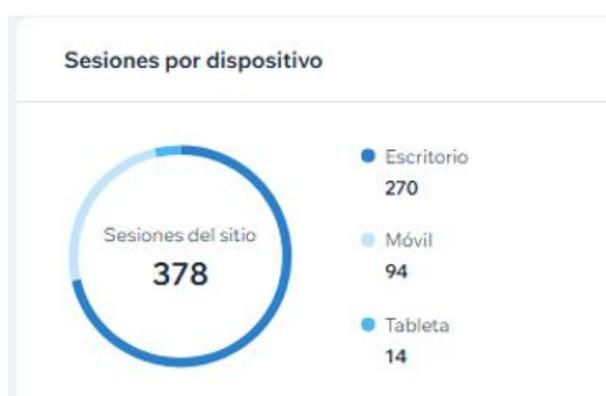 Sesiones por dispositivo
Sesiones del sitio
378
Escritorio
270
Móvil
94
Tableta
14